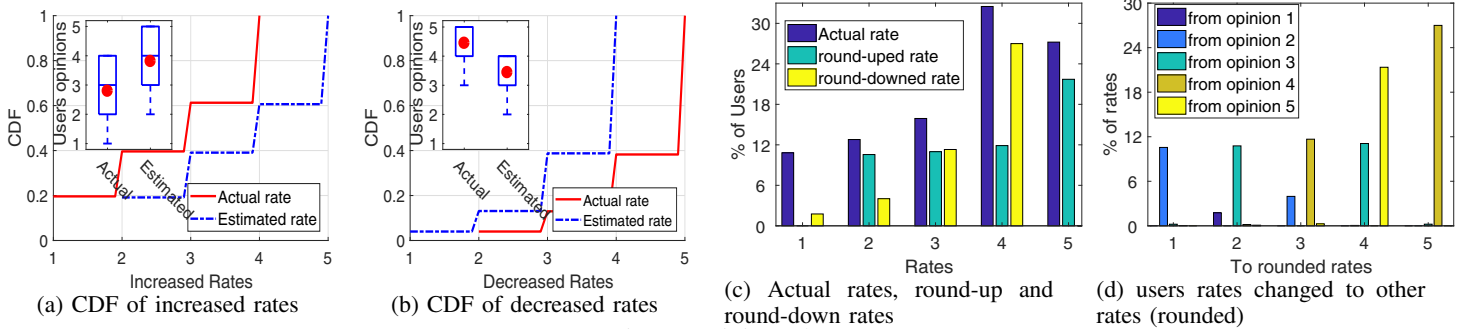 CDF
1
0.8
0.6
0.4
0.2
0
Users opinions
5
4
3
2
1
Actual
Estimated
Actual rate
Estimated rate
1 2 3 4 5
Increased Rates
(a) CDF of increased rates
CDF
1
0.8
0.6
0.4
0.2
0
Users opinions
5
4
3
2
1
Actual
Estimated
Actual rate
Estimated rate
1 2 3 4 5
Decreased Rates
(b) CDF of decreased rates
% of Users
30
24
18
12
6
0
Actual rate
round-uped rate
round-downed rate
1 2 3 4 5
Rates
(c) Actual rates, round-up and
round-down rates
% of rates
30
24
18
12
6
0
from opinion 1
from opinion 2
from opinion 3
from opinion 4
from opinion 5
1 2 3 4 5
To rounded rates
(d) users rates changed to other
rates (rounded)